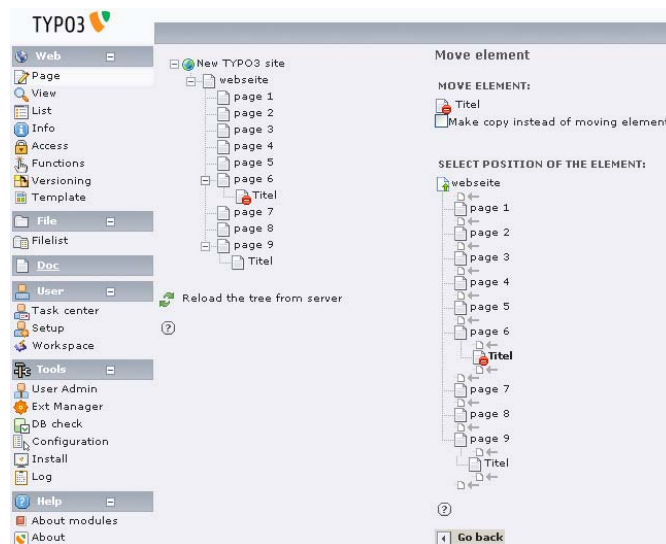 TYPO3
Web
Page
View
List
Info
Access
Functions
Versioning
Template
File
Filelist
Doc
User
Task center
Setup
Workspace
Tools
User Admin
Ext Manager
DB check
Configuration
Install
Log
Help
About modules
About
New TYPO3 site
webseite
page 1
page 2
page 3
page 4
page 5
page 6
Titel
page 7
page 8
page 9
Titel
Reload the tree from server
Move element
MOVE ELEMENT:
Titel
Make copy instead of moving element
SELECT POSITION OF THE ELEMENT:
webseite
page 1
page 2
page 3
page 4
page 5
page 6
Titel
page 7
page 8
page 9
Titel
Go back